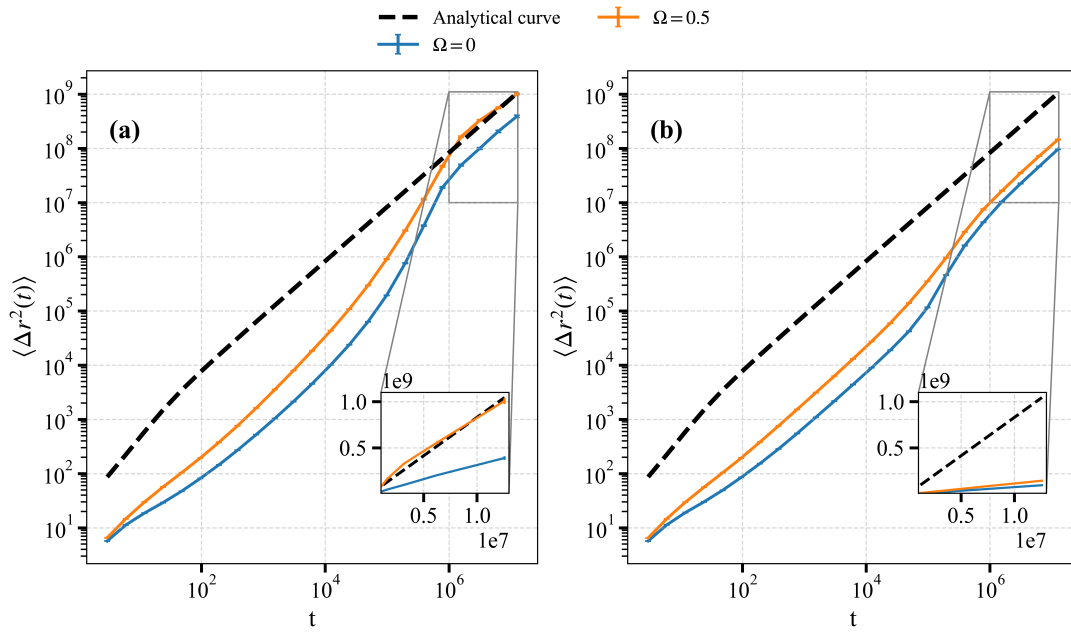 Analytical curve
Ω = 0
Ω = 0.5
(a)
⟨Δr²(t)⟩
10⁹
10⁸
10⁷
10⁶
10⁵
10⁴
10³
10²
10¹
10² 10⁴ 10⁶
t
1e9
1.0
0.5
0.5 1.0
1e7
(b)
⟨Δr²(t)⟩
10⁹
10⁸
10⁷
10⁶
10⁵
10⁴
10³
10²
10¹
10² 10⁴ 10⁶
t
1e9
1.0
0.5
0.5 1.0
1e7